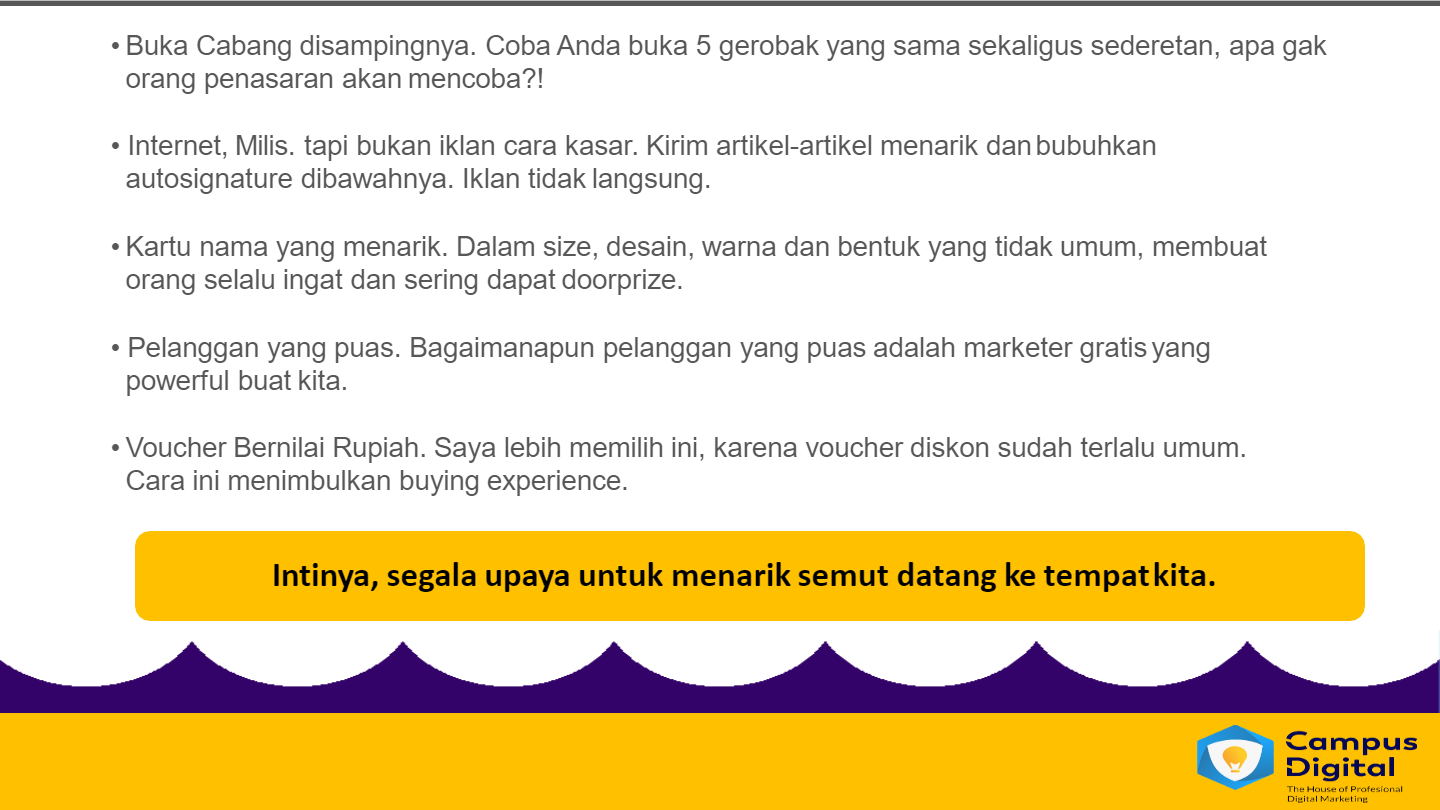 • Buka Cabang disampingnya. Coba Anda buka 5 gerobak yang sama sekaligus sederetan, apa gak
orang penasaran akan mencoba?!
• Internet, Milis. tapi bukan iklan cara kasar. Kirim artikel-artikel menarik dan bubuhkan
autosignature dibawahnya. Iklan tidak langsung.
• Kartu nama yang menarik. Dalam size, desain, warna dan bentuk yang tidak umum, membuat
orang selalu ingat dan sering dapat doorprize.
• Pelanggan yang puas. Bagaimanapun pelanggan yang puas adalah marketer gratis yang
powerful buat kita.
• Voucher Bernilai Rupiah. Saya lebih memilih ini, karena voucher diskon sudah terlalu umum.
Cara ini menimbulkan buying experience.
Intinya, segala upaya untuk menarik semut datang ke tempat kita.
Campus
Digital
The House of Profesional
Digital Marketing